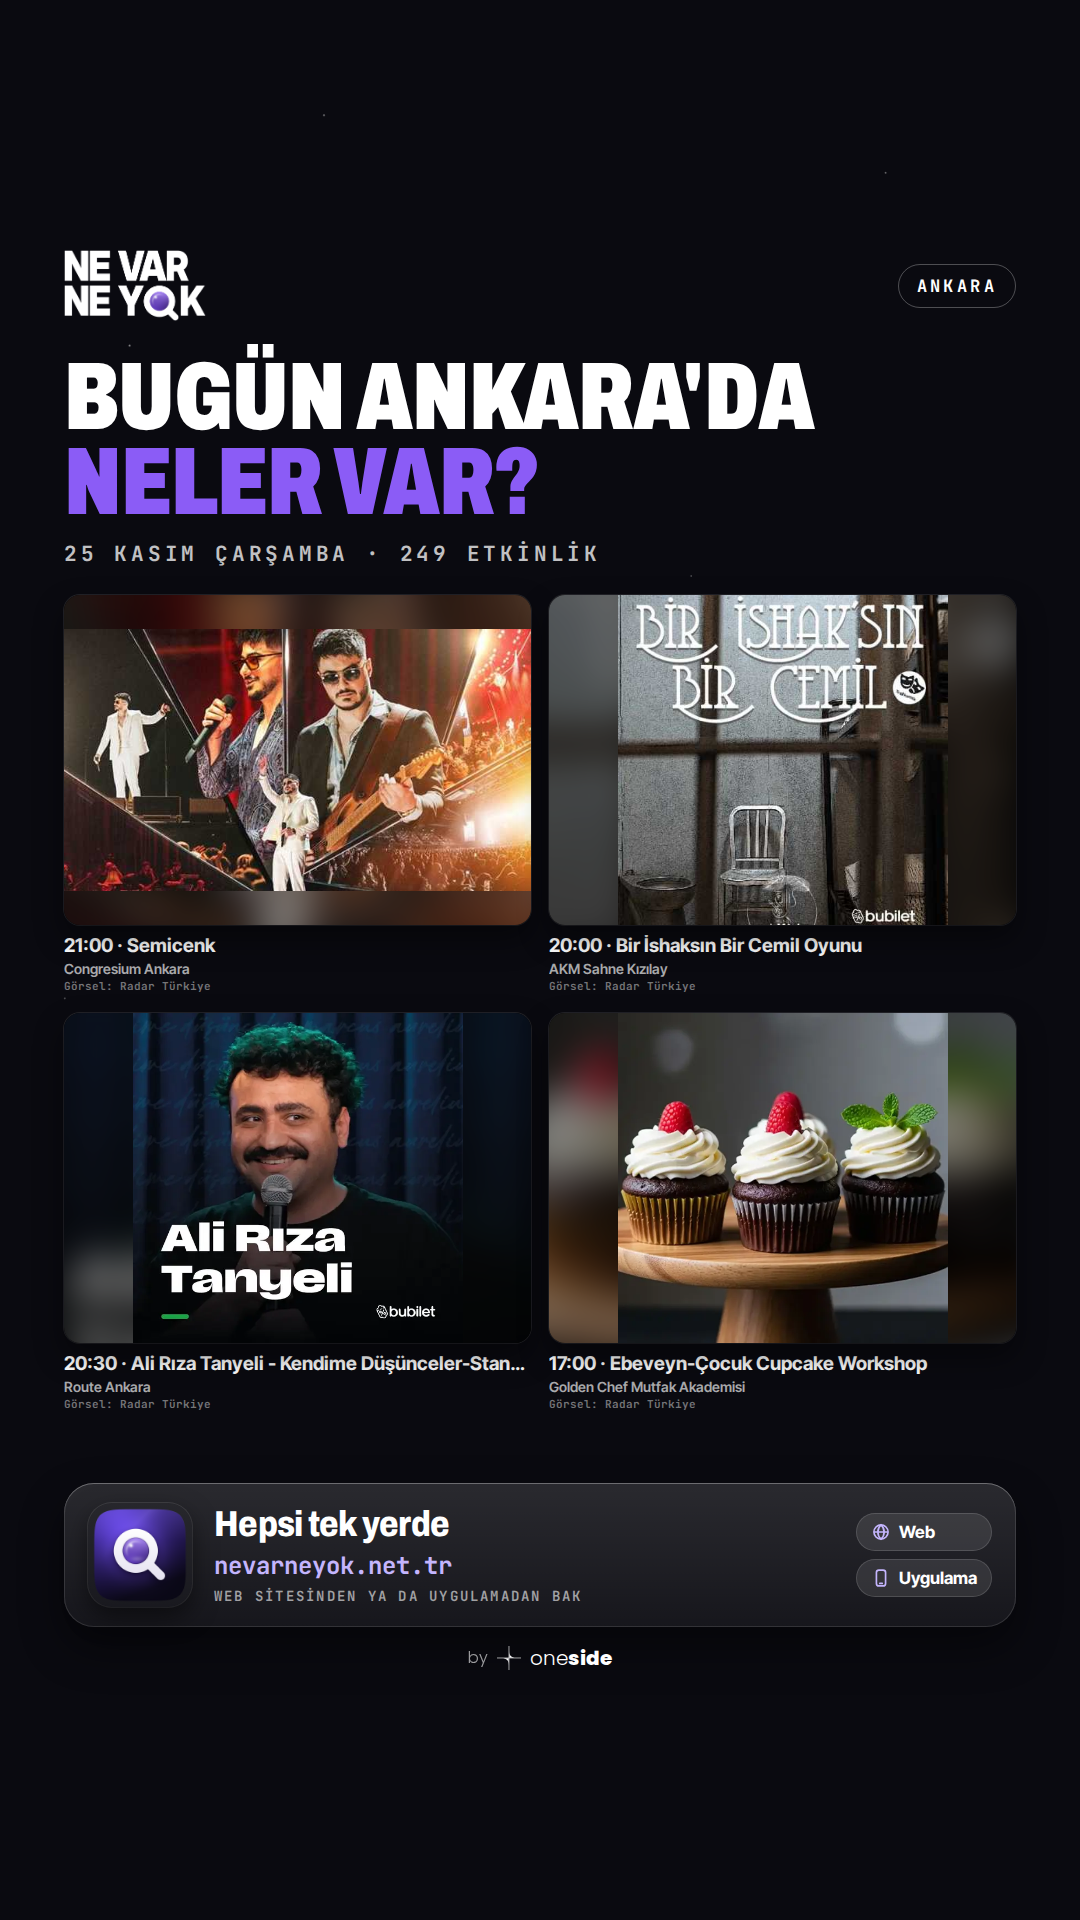 NE VAR
NE YOK
ANKARA
BUGÜN ANKARA'DA
NELER VAR?
25 KASIM ÇARŞAMBA · 249 ETKİNLİK
BİR İSHAK'SIN
BİR CEMİL
bubilet
21:00 · Semicenk
Congresium Ankara
Görsel: Radar Türkiye
20:00 · Bir İshaksın Bir Cemil Oyunu
AKM Sahne Kızılay
Görsel: Radar Türkiye
Ali Rıza
Tanyeli
bubilet
20:30 · Ali Rıza Tanyeli - Kendime Düşünceler-Stan...
Route Ankara
Görsel: Radar Türkiye
17:00 · Ebeveyn-Çocuk Cupcake Workshop
Golden Chef Mutfak Akademisi
Görsel: Radar Türkiye
Hepsi tek yerde
nevarneyok.net.tr
WEB SİTESİNDEN YA DA UYGULAMADAN BAK
Web
Uygulama
by oneside